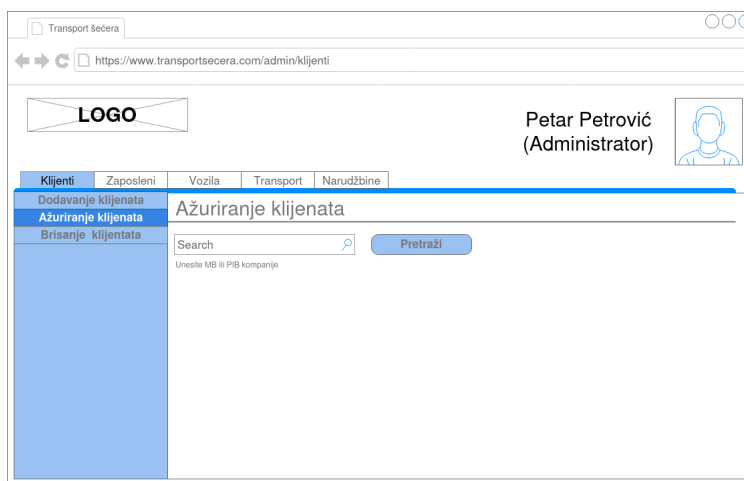 Transport šećera
https://www.transportsecera.com/admin/klijenti
LOGO
Petar Petrović
(Administrator)
Klijenti Zaposleni Vozila Transport Narudžbine
Dodavanje klijenata
Ažuriranje klijenata
Brisanje klijentata
Ažuriranje klijenata
Search
Pretraži
Unesite MB ili PIB kompanije